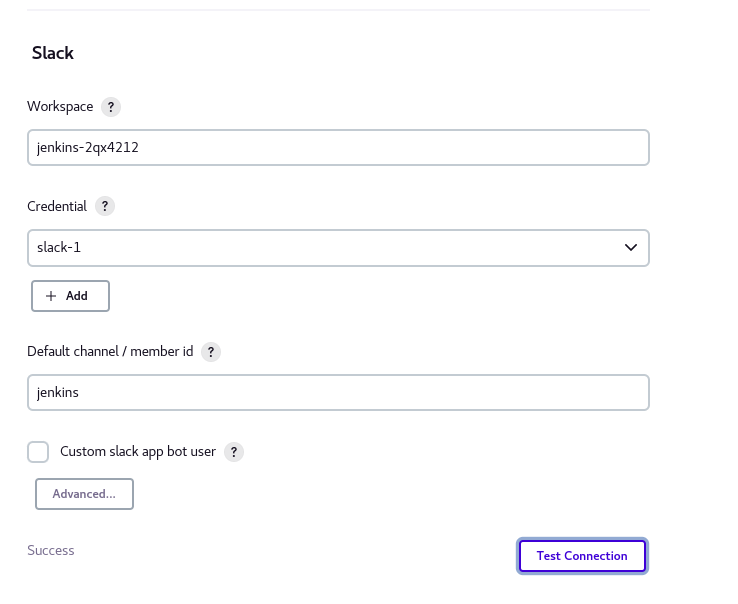 Slack
Workspace ?
jenkins-2qx4212
Credential ?
slack-1
+ Add
Default channel / member id ?
jenkins
Custom slack app bot user ?
Advanced...
Success
Test Connection